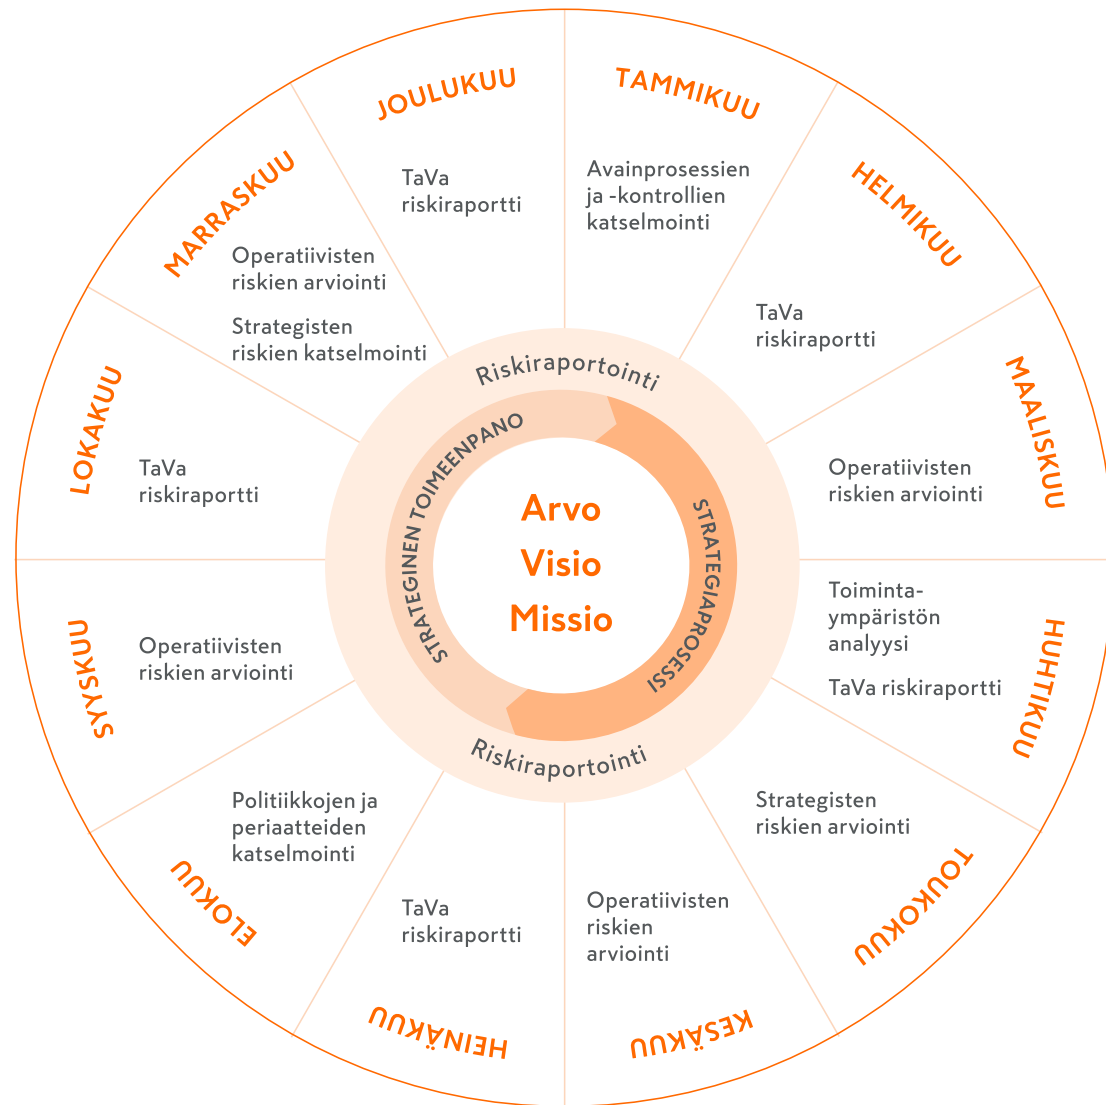 TAMMIKUU
Avainprosessien
ja -kontrollien
katselmointi
HELMIKUU
TaVa
riskiraportti
MAALISKUU
Operatiivisten
riskien arviointi
HUHTIKUU
Toiminta-
ympäristön
analyysi
TaVa riskiraportti
TOUKOKUU
Strategisten
riskien arviointi
KESÄKUU
Operatiivisten
riskien
arviointi
HEINÄKUU
TaVa
riskiraportti
ELOKUU
Politiikkojen ja
periaatteiden
katselmointi
SYYSKUU
Operatiivisten
riskien arviointi
LOKAKUU
TaVa
riskiraportti
MARRASKUU
Operatiivisten
riskien arviointi
Strategisten
riskien katselmointi
JOULUKUU
TaVa
riskiraportti
Riskiraportointi
STRATEGINEN TOIMEENPANO
STRATEGIAPROSESSI
Arvo
Visio
Missio
Riskiraportointi